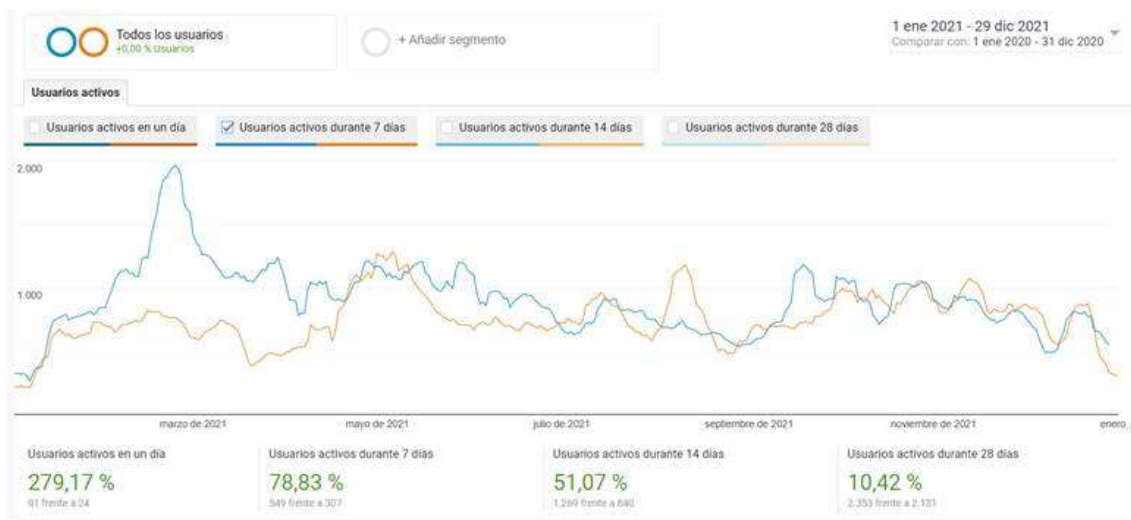 Todos los usuarios
+0,00 % Usuarios
+ Añadir segmento
1 ene 2021 - 29 dic 2021
Comparar con: 1 ene 2020 - 31 dic 2020
Usuarios activos
Usuarios activos en un día
Usuarios activos durante 7 días
Usuarios activos durante 14 días
Usuarios activos durante 28 días
2.000
1.000
marzo de 2021
mayo de 2021
julio de 2021
septiembre de 2021
noviembre de 2021
enero
Usuarios activos en un día
279,17 %
91 frente a 24
Usuarios activos durante 7 días
78,83 %
549 frente a 307
Usuarios activos durante 14 días
51,07 %
1.269 frente a 840
Usuarios activos durante 28 días
10,42 %
2.353 frente a 2.131